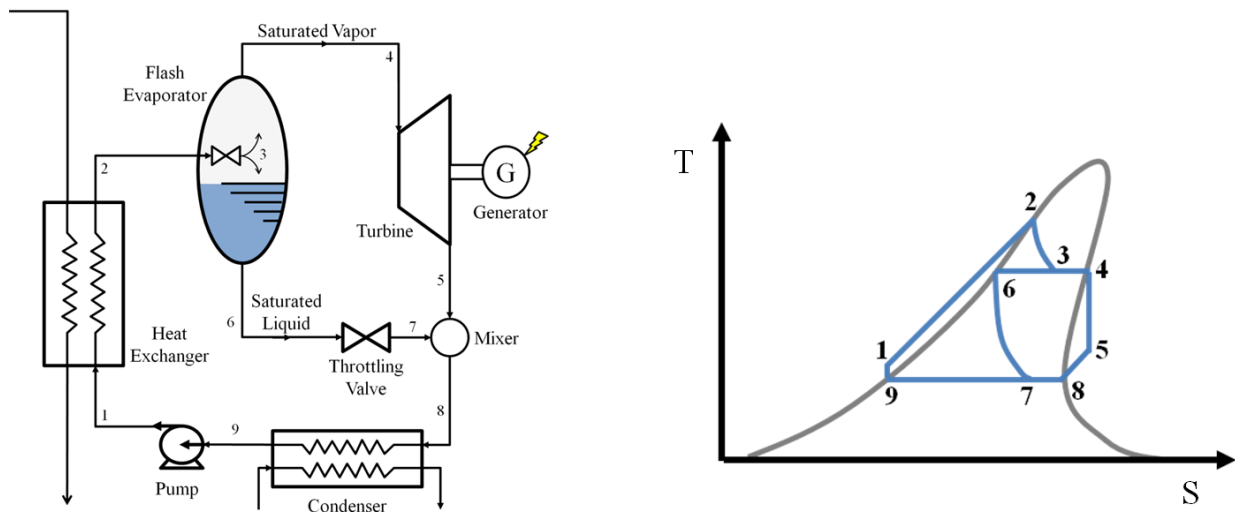 Saturated Vapor
4
Flash
Evaporator
3
2
G
Generator
Turbine
5
Saturated
Liquid
6
7
Mixer
Throttling
Valve
Heat
Exchanger
8
1
9
Pump
Condenser
T
2
3
4
6
1
5
9
7
8
S